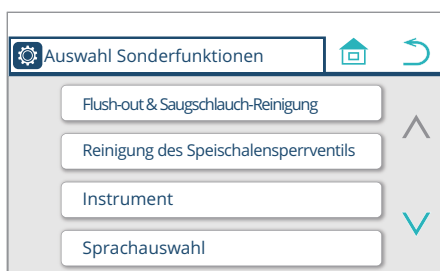 Auswahl Sonderfunktionen
Flush-out & Saugschlauch-Reinigung
Reinigung des Speischalensperrventils
Instrument
Sprachauswahl